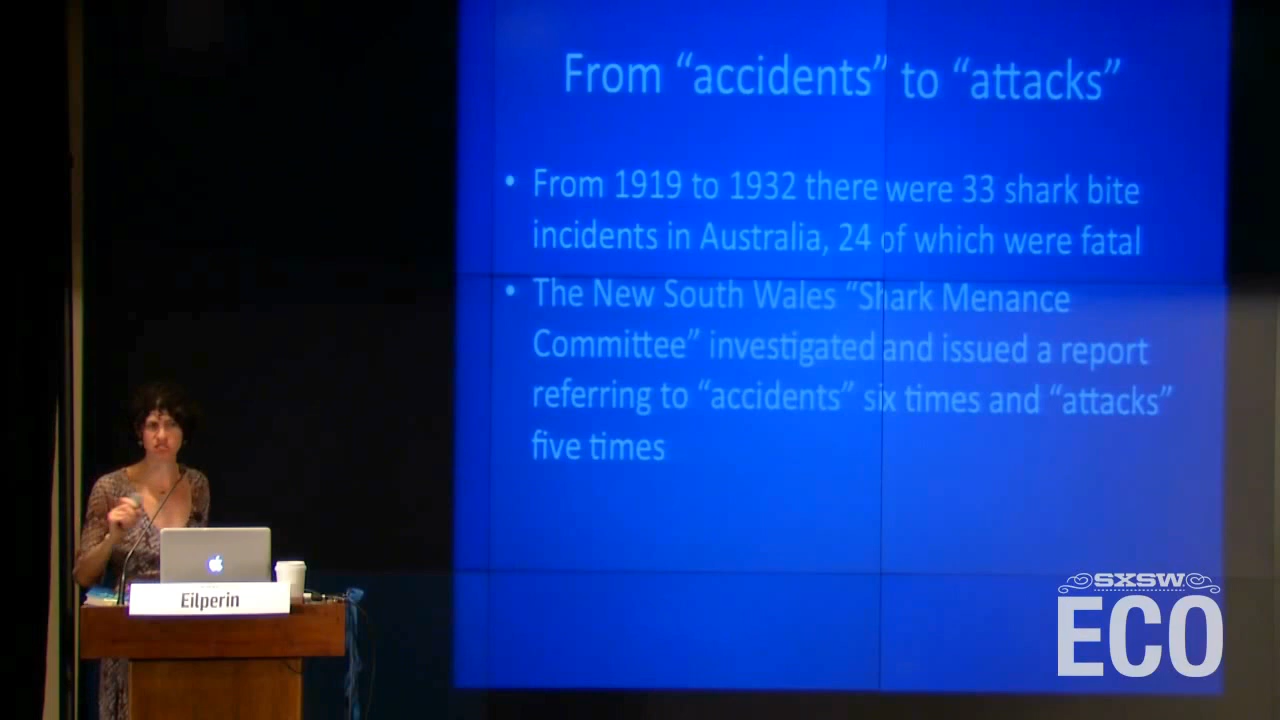 From “accidents” to “attacks”
• From 1919 to 1932 there were 33 shark bite
incidents in Australia, 24 of which were fatal
• The New South Wales “Shark Menance
Committee” investigated and issued a report
referring to “accidents” six times and “attacks”
five times
Eilperin
SXSW
ECO